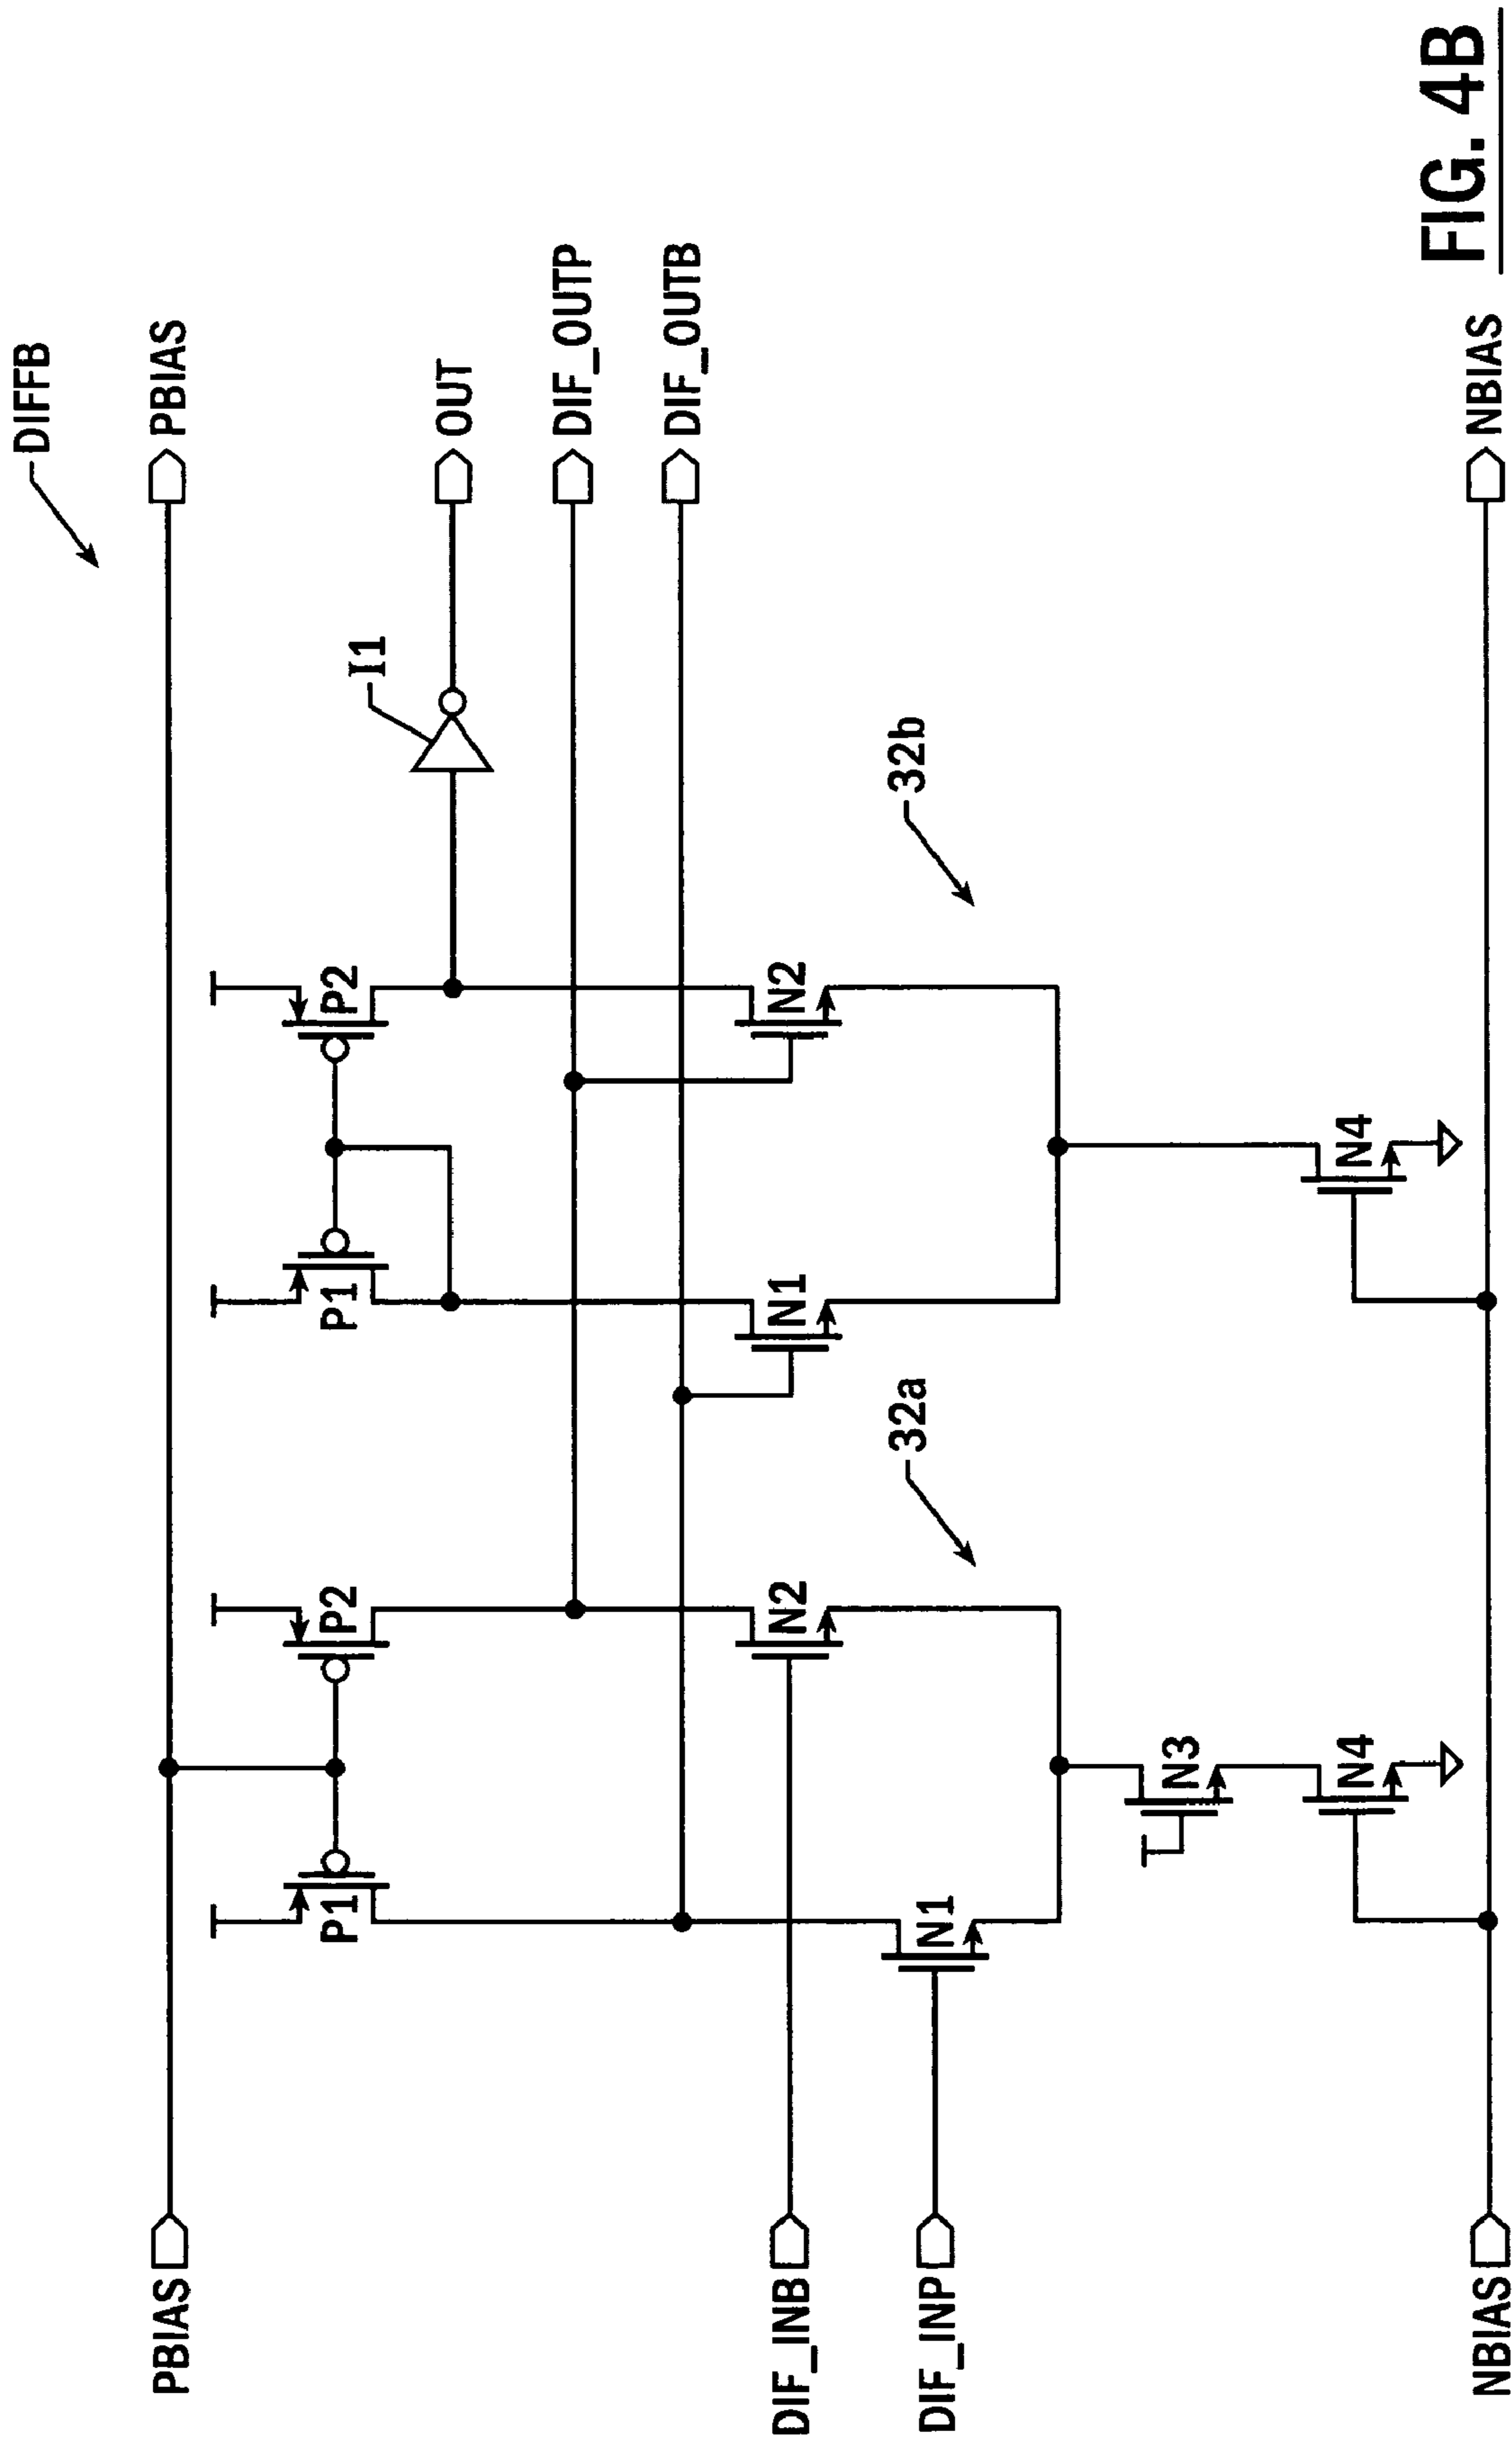 DIFFB
PBIAS
PBIAS
P1
P2
P1
P2
I1
OUT
DIF_OUTP
DIF_OUTB
DIF_INB
N2
N1
N2
DIF_INP
N1
32a
32b
N3
N4
N4
NBIAS
NBIAS
FIG. 4B